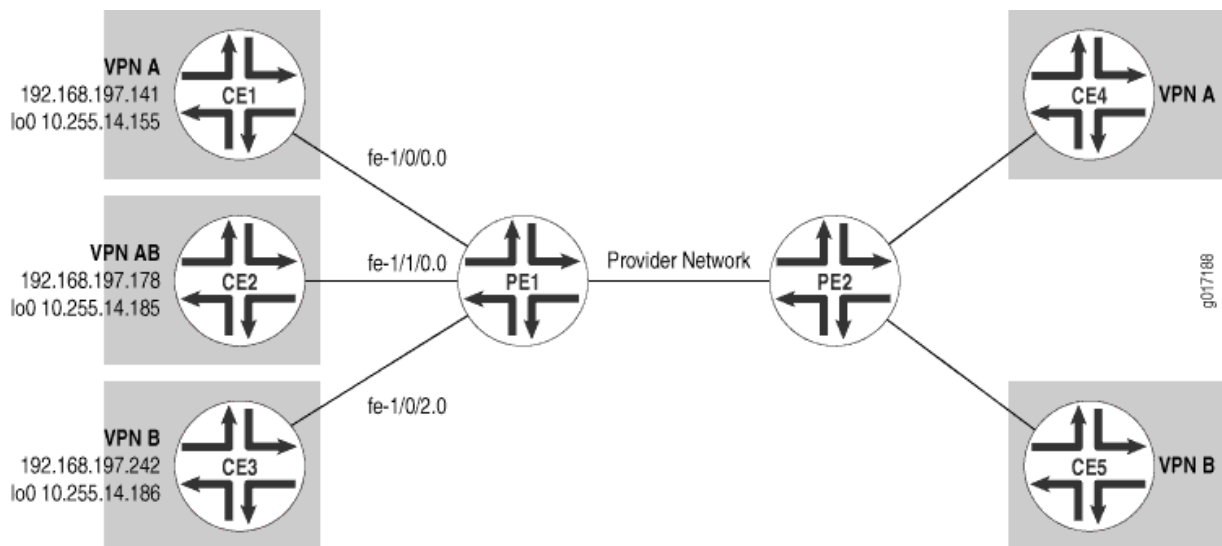 VPN A
192.168.197.141
lo0 10.255.14.155
CE1
fe-1/0/0.0
VPN AB
192.168.197.178
lo0 10.255.14.185
CE2
fe-1/1/0.0
VPN B
192.168.197.242
lo0 10.255.14.186
CE3
fe-1/0/2.0
PE1
Provider Network
PE2
CE4
VPN A
CE5
VPN B
g017188